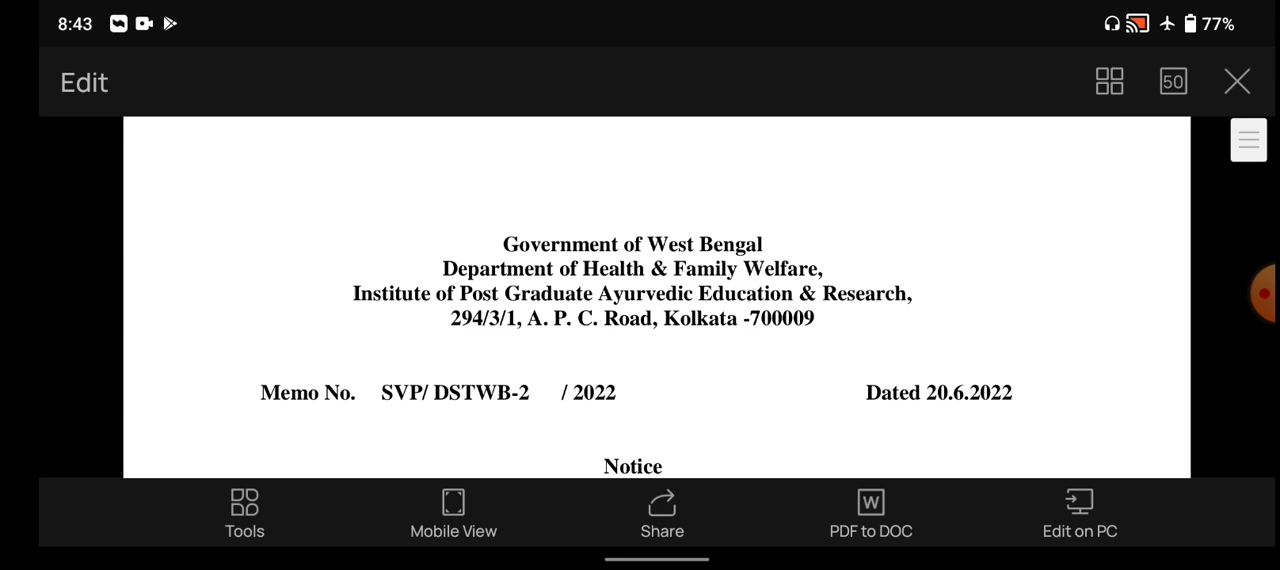 8:43
77%
Edit
50
Government of West Bengal
Department of Health & Family Welfare,
Institute of Post Graduate Ayurvedic Education & Research,
294/3/1, A. P. C. Road, Kolkata -700009
Memo No. SVP/ DSTWB-2 / 2022 Dated 20.6.2022
Notice
W
Tools Mobile View Share PDF to DOC Edit on PC